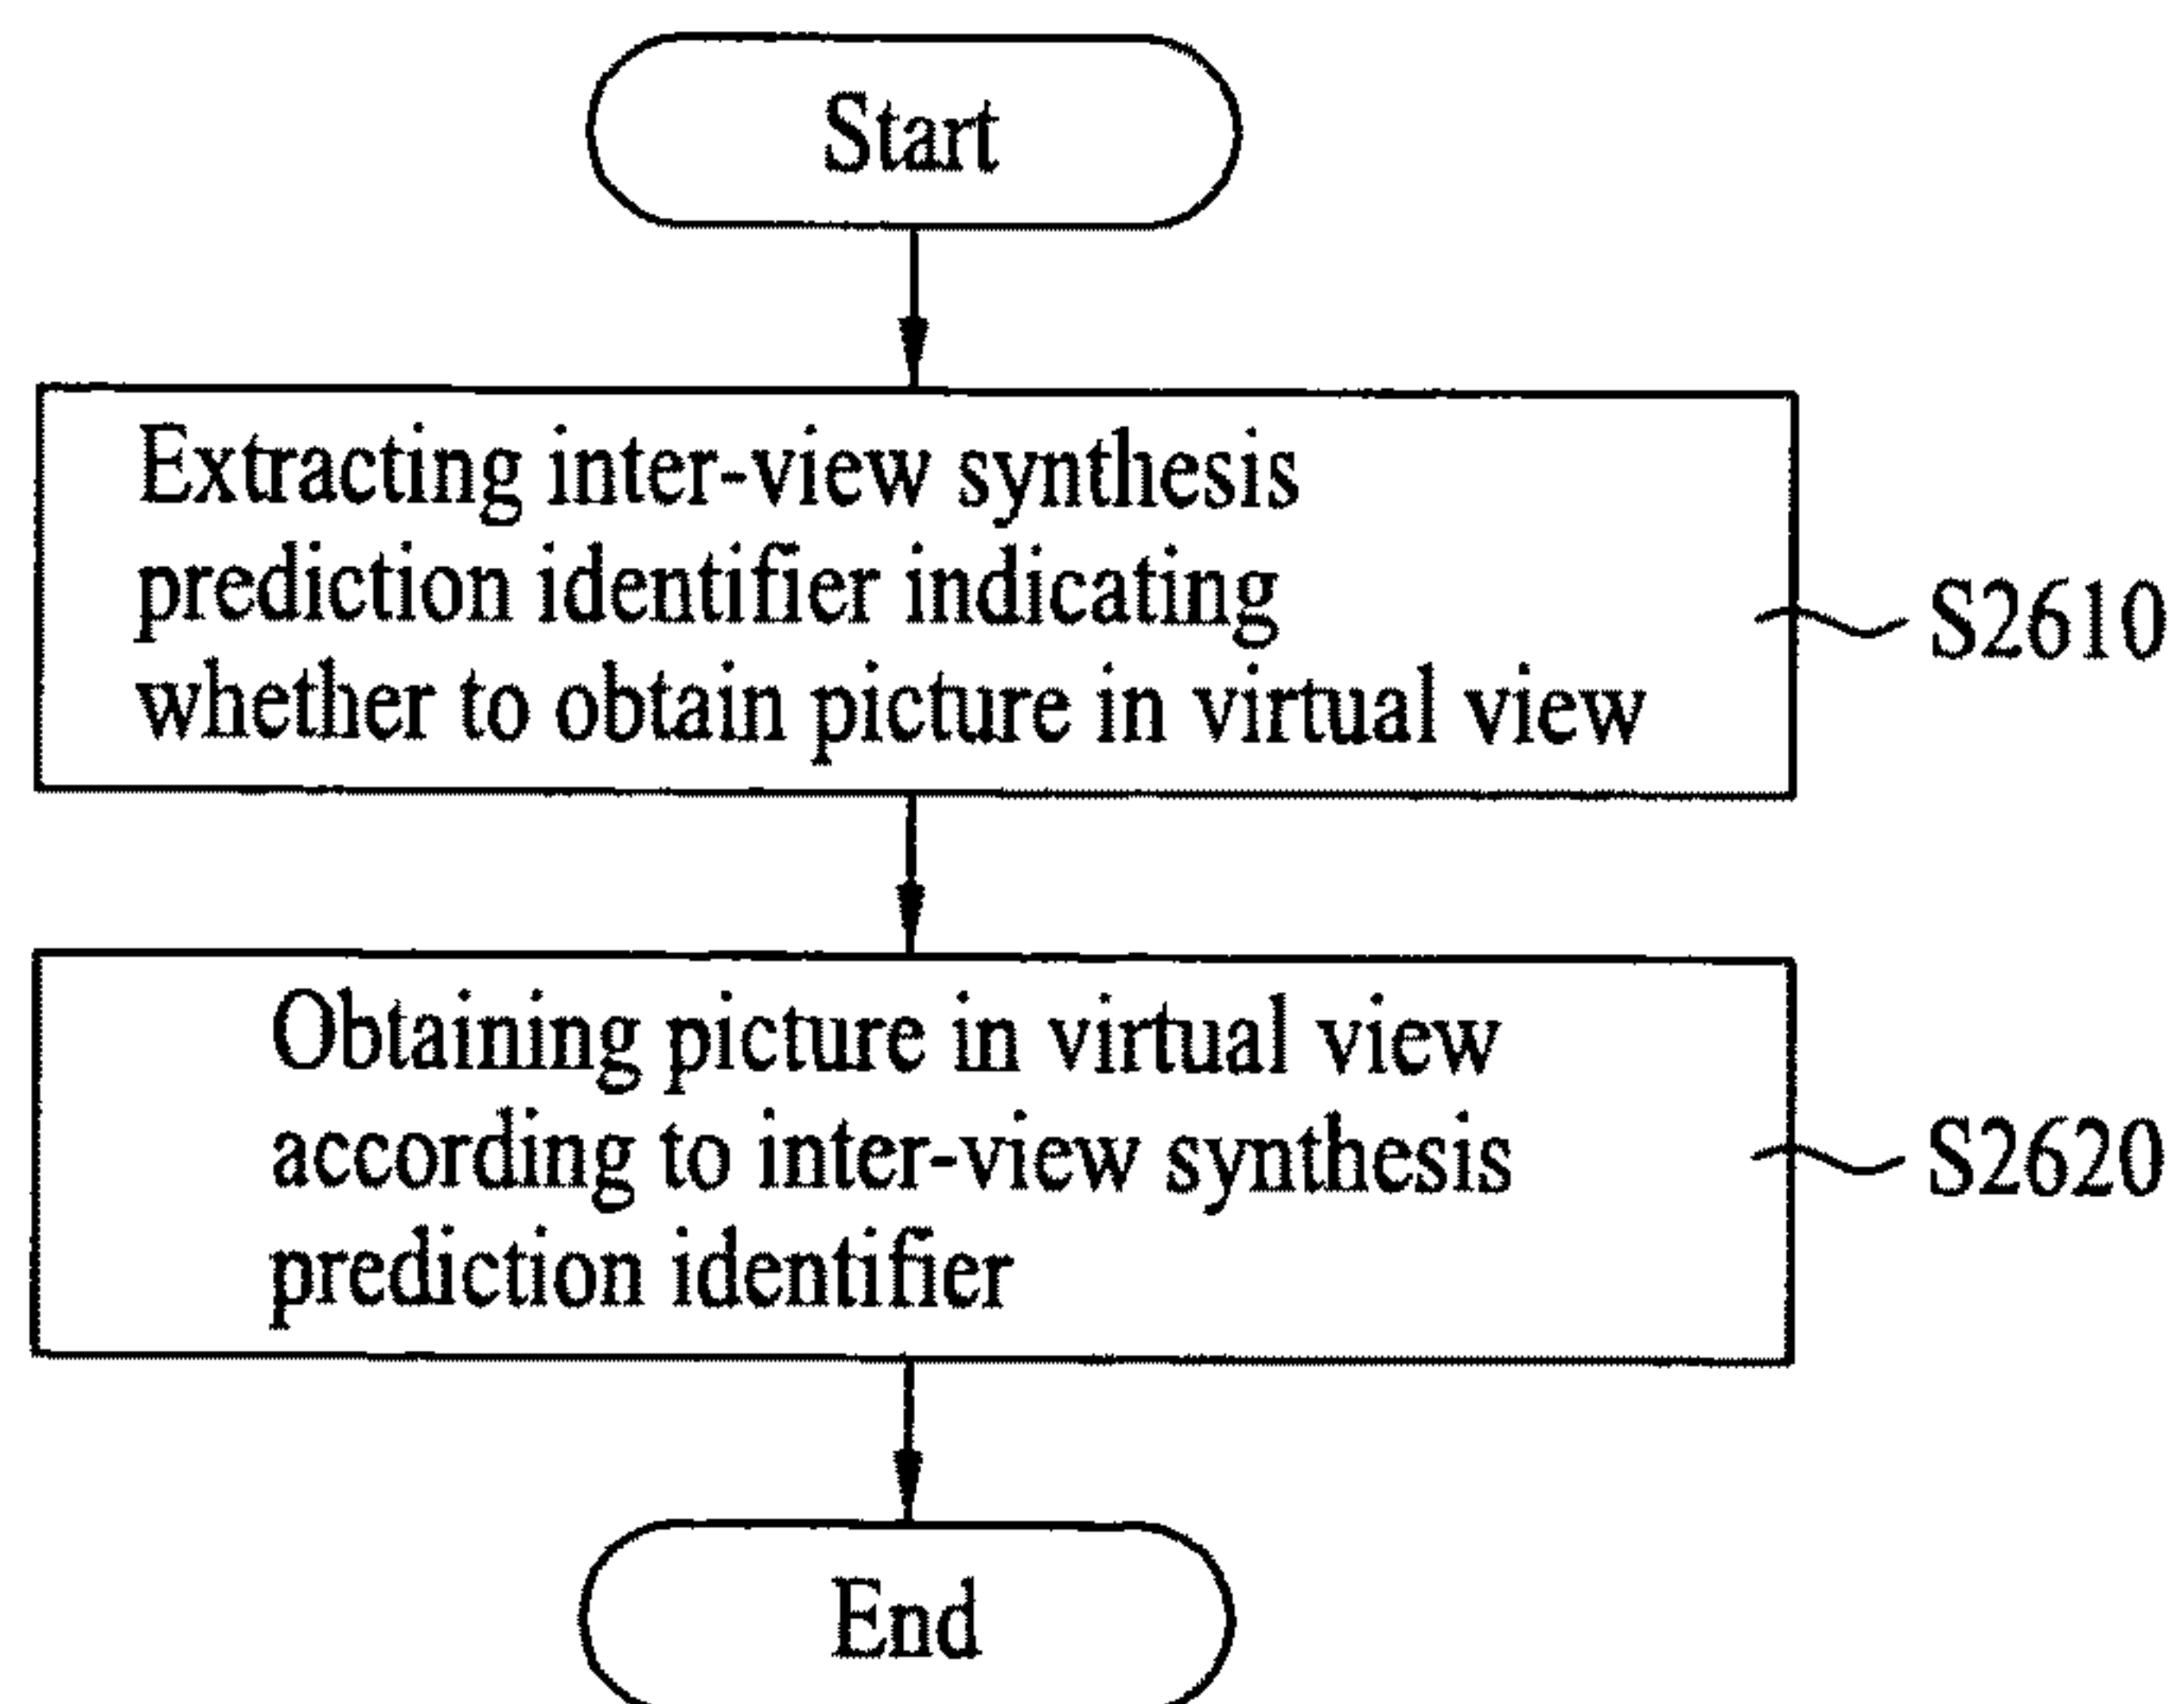 Start
Extracting inter-view synthesis
prediction identifier indicating
whether to obtain picture in virtual view
S2610
Obtaining picture in virtual view
according to inter-view synthesis
prediction identifier
S2620
End